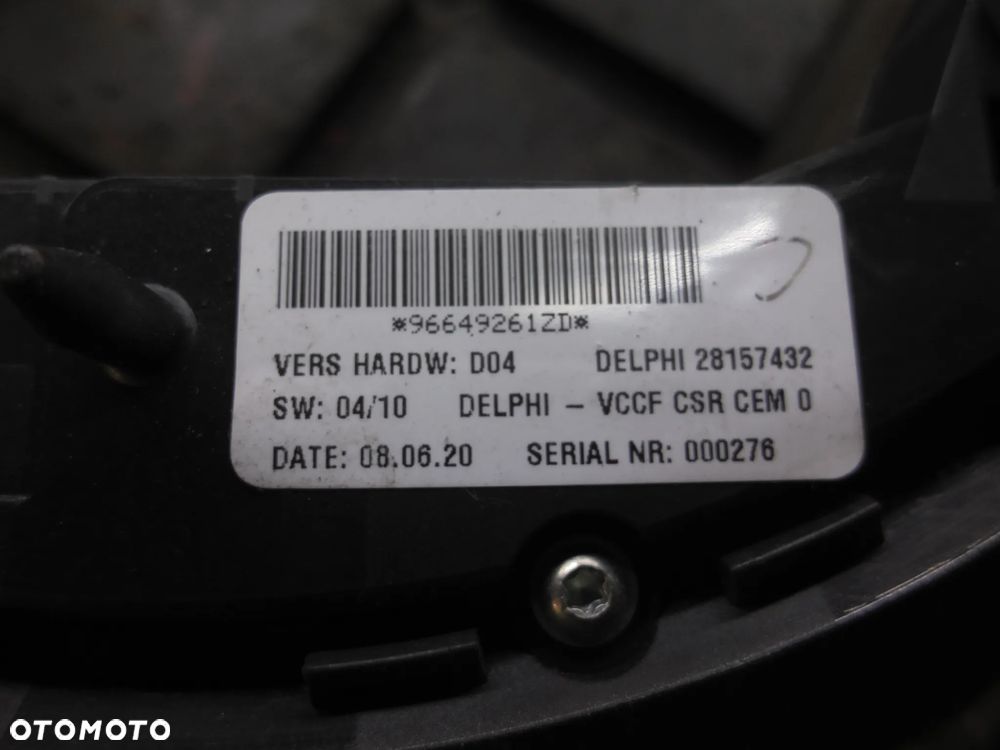 *96649261ZD*
VERS HARDW: D04 DELPHI 28157432
SW: 04/10 DELPHI – VCCF CSR CEM 0
DATE: 08.06.20 SERIAL NR: 000276
OTOMOTO